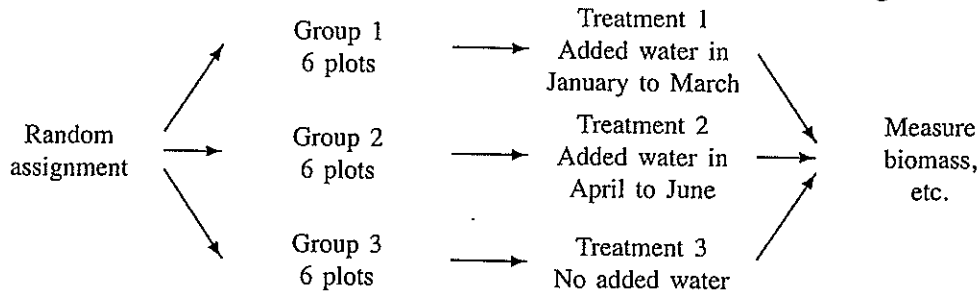 Random
assignment
Group 1
6 plots
Treatment 1
Added water in
January to March
Group 2
6 plots
Treatment 2
Added water in
April to June
Group 3
6 plots
Treatment 3
No added water
Measure
biomass,
etc.